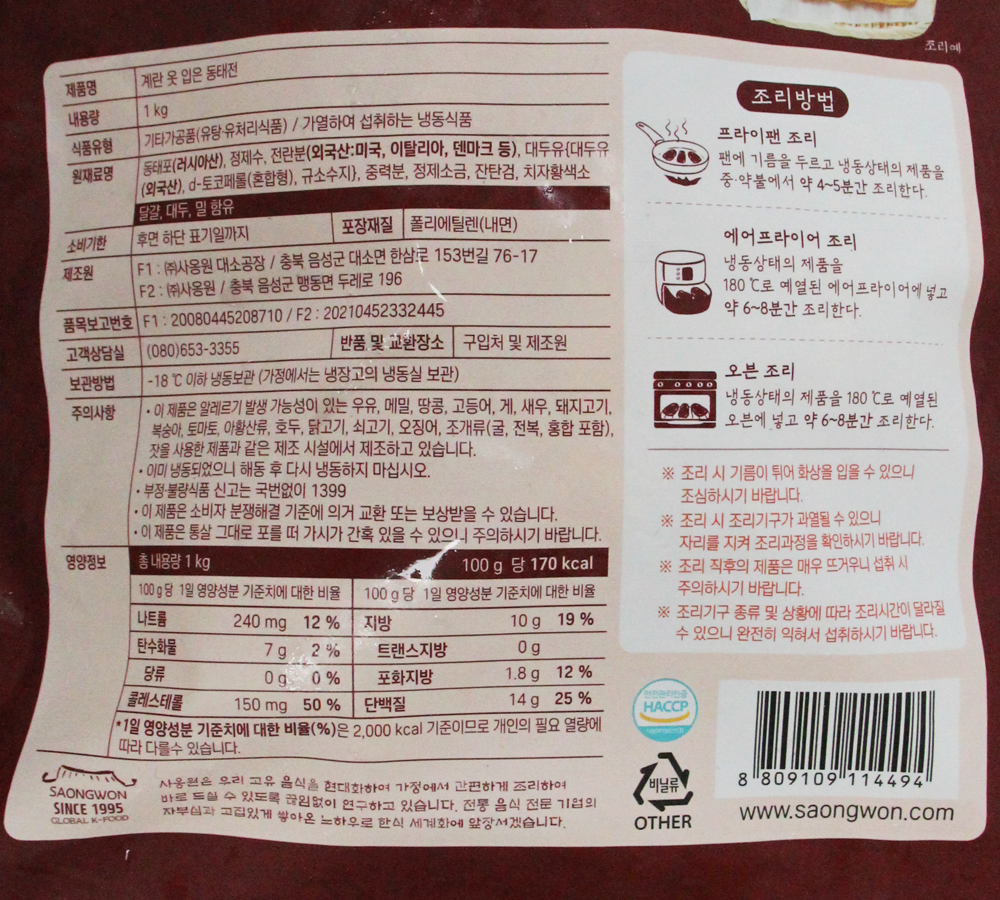 조리예
제품명 계란 옷 입은 동태전
내용량 1 kg
식품유형 기타가공품(유탕·유처리식품) / 가열하여 섭취하는 냉동식품
원재료명 동태포(러시아산), 정제수, 전란분(외국산:미국, 이탈리아, 덴마크 등), 대두유{대두유
(외국산), d-토코페롤(혼합형), 규소수지}, 중력분, 정제소금, 잔탄검, 치자황색소
달걀, 대두, 밀 함유
소비기한 후면 하단 표기일까지 포장재질 폴리에틸렌(내면)
제조원 F1 : ㈜사옹원 대소공장 / 충북 음성군 대소면 한삼로 153번길 76-17
F2 : ㈜사옹원 / 충북 음성군 맹동면 두레로 196
품목보고번호 F1 : 20080445208710 / F2 : 20210452332445
고객상담실 (080)653-3355 반품 및 교환장소 구입처 및 제조원
보관방법 -18 ℃ 이하 냉동보관 (가정에서는 냉장고의 냉동실 보관)
주의사항 • 이 제품은 알레르기 발생 가능성이 있는 우유, 메밀, 땅콩, 고등어, 게, 새우, 돼지고기,
복숭아, 토마토, 아황산류, 호두, 닭고기, 쇠고기, 오징어, 조개류(굴, 전복, 홍합 포함),
잣을 사용한 제품과 같은 제조 시설에서 제조하고 있습니다.
• 이미 냉동되었으니 해동 후 다시 냉동하지 마십시오.
• 부정·불량식품 신고는 국번없이 1399
• 이 제품은 소비자 분쟁해결 기준에 의거 교환 또는 보상받을 수 있습니다.
• 이 제품은 통살 그대로 포를 떠 가시가 간혹 있을 수 있으니 주의하시기 바랍니다.
영양정보 총 내용량 1 kg 100 g 당 170 kcal
100 g 당 1일 영양성분 기준치에 대한 비율 100 g 당 1일 영양성분 기준치에 대한 비율
나트륨 240 mg 12 % 지방 10 g 19 %
탄수화물 7 g 2 % 트랜스지방 0 g
당류 0 g 0 % 포화지방 1.8 g 12 %
콜레스테롤 150 mg 50 % 단백질 14 g 25 %
*1일 영양성분 기준치에 대한 비율(%)은 2,000 kcal 기준이므로 개인의 필요 열량에
따라 다를수 있습니다.
SAONGWON
SINCE 1995
GLOBAL K-FOOD
사옹원은 우리 고유 음식을 현대화하여 가정에서 간편하게 조리하여
바로 드실 수 있도록 끊임없이 연구하고 있습니다. 전통 음식 전문 기업의
자부심과 고집있게 쌓아온 노하우로 한식 세계화에 앞장서겠습니다.
조리방법
프라이팬 조리
팬에 기름을 두르고 냉동상태의 제품을
중·약불에서 약 4~5분간 조리한다.
에어프라이어 조리
냉동상태의 제품을
180 ℃로 예열된 에어프라이어에 넣고
약 6~8분간 조리한다.
오븐 조리
냉동상태의 제품을 180 ℃로 예열된
오븐에 넣고 약 6~8분간 조리한다.
※ 조리 시 기름이 튀어 화상을 입을 수 있으니
조심하시기 바랍니다.
※ 조리 시 조리기구가 과열될 수 있으니
자리를 지켜 조리과정을 확인하시기 바랍니다.
※ 조리 직후의 제품은 매우 뜨거우니 섭취 시
주의하시기 바랍니다.
※ 조리기구 종류 및 상황에 따라 조리시간이 달라질
수 있으니 완전히 익혀서 섭취하시기 바랍니다.
안전관리인증
HACCP
비닐류
OTHER
8 809109 114494
www.saongwon.com